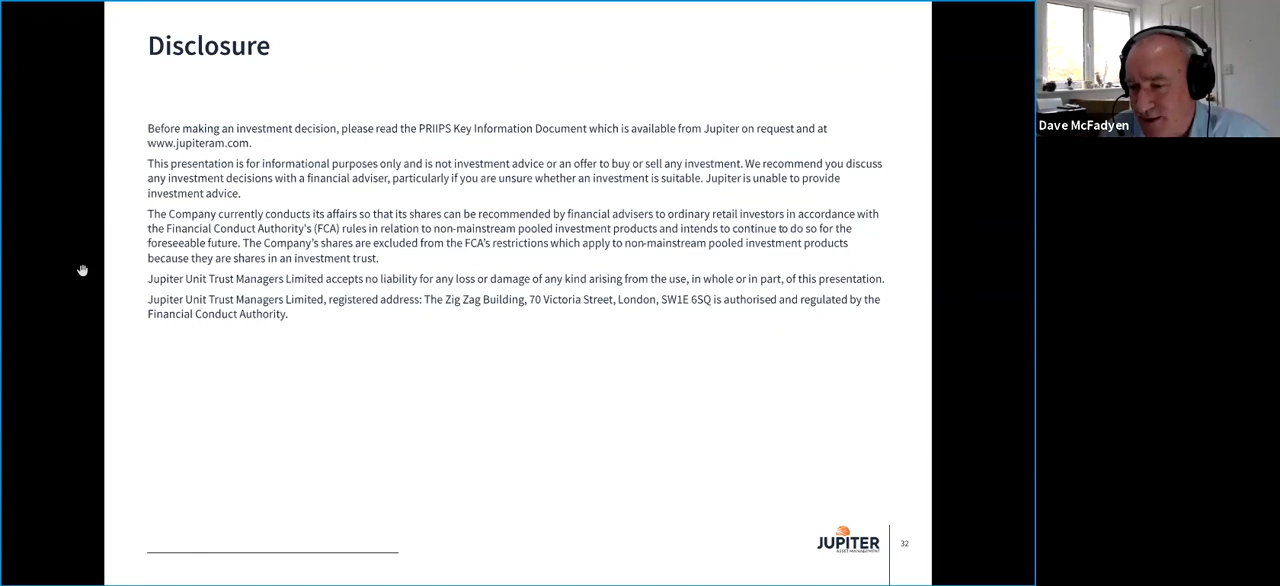 Disclosure
Before making an investment decision, please read the PRIIPS Key Information Document which is available from Jupiter on request and at
www.jupiteram.com.
This presentation is for informational purposes only and is not investment advice or an offer to buy or sell any investment. We recommend you discuss
any investment decisions with a financial adviser, particularly if you are unsure whether an investment is suitable. Jupiter is unable to provide
investment advice.
The Company currently conducts its affairs so that its shares can be recommended by financial advisers to ordinary retail investors in accordance with
the Financial Conduct Authority's (FCA) rules in relation to non-mainstream pooled investment products and intends to continue to do so for the
foreseeable future. The Company's shares are excluded from the FCA's restrictions which apply to non-mainstream pooled investment products
because they are shares in an investment trust.
Jupiter Unit Trust Managers Limited accepts no liability for any loss or damage of any kind arising from the use, in whole or in part, of this presentation.
Jupiter Unit Trust Managers Limited, registered address: The Zig Zag Building, 70 Victoria Street, London, SW1E 6SQ is authorised and regulated by the
Financial Conduct Authority.
JUPITER
ASSET MANAGEMENT
32
Dave McFadyen